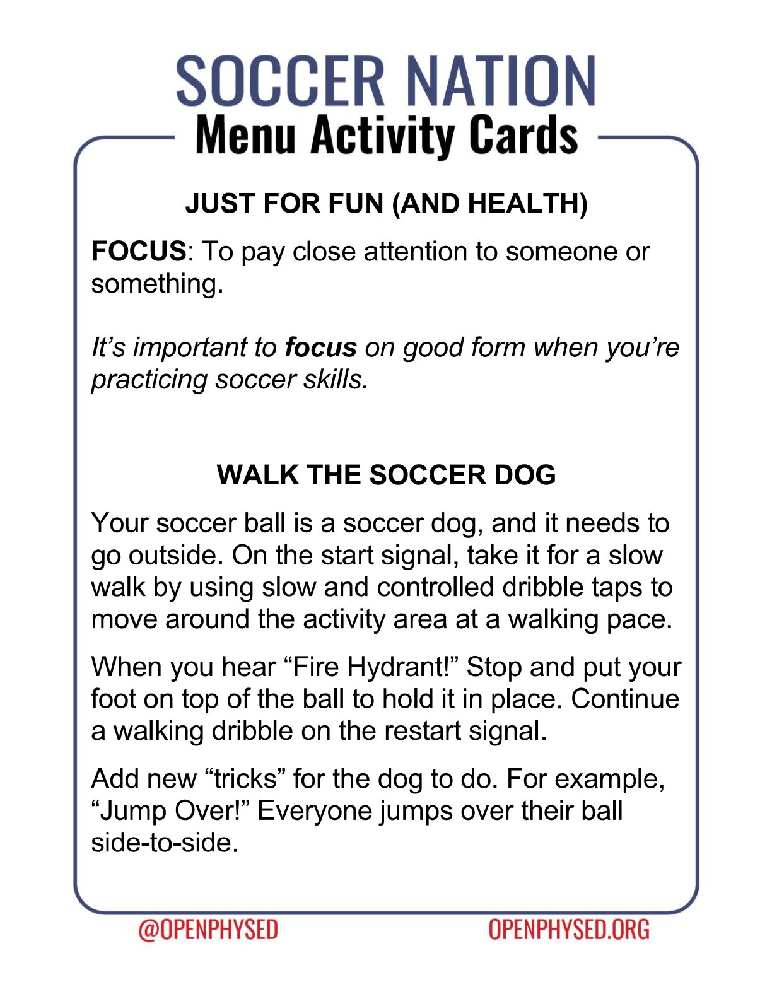 SOCCER NATION
Menu Activity Cards
JUST FOR FUN (AND HEALTH)
FOCUS: To pay close attention to someone or
something.
It’s important to focus on good form when you’re
practicing soccer skills.
WALK THE SOCCER DOG
Your soccer ball is a soccer dog, and it needs to
go outside. On the start signal, take it for a slow
walk by using slow and controlled dribble taps to
move around the activity area at a walking pace.
When you hear “Fire Hydrant!” Stop and put your
foot on top of the ball to hold it in place. Continue
a walking dribble on the restart signal.
Add new “tricks” for the dog to do. For example,
“Jump Over!” Everyone jumps over their ball
side-to-side.
@OPENPHYSED
OPENPHYSED.ORG